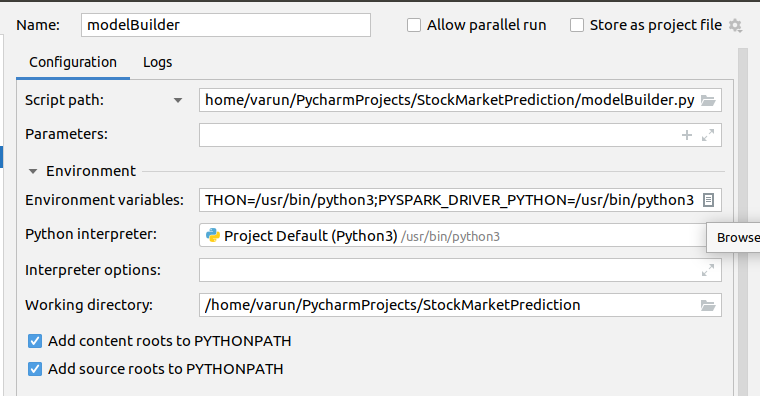 Name: modelBuilder Allow parallel run Store as project file
Configuration Logs
Script path: home/varun/PycharmProjects/StockMarketPrediction/modelBuilder.py
Parameters:
Environment
Environment variables: THON=/usr/bin/python3;PYSPARK_DRIVER_PYTHON=/usr/bin/python3
Python interpreter: Project Default (Python3) /usr/bin/python3
Browse
Interpreter options:
Working directory: /home/varun/PycharmProjects/StockMarketPrediction
Add content roots to PYTHONPATH
Add source roots to PYTHONPATH